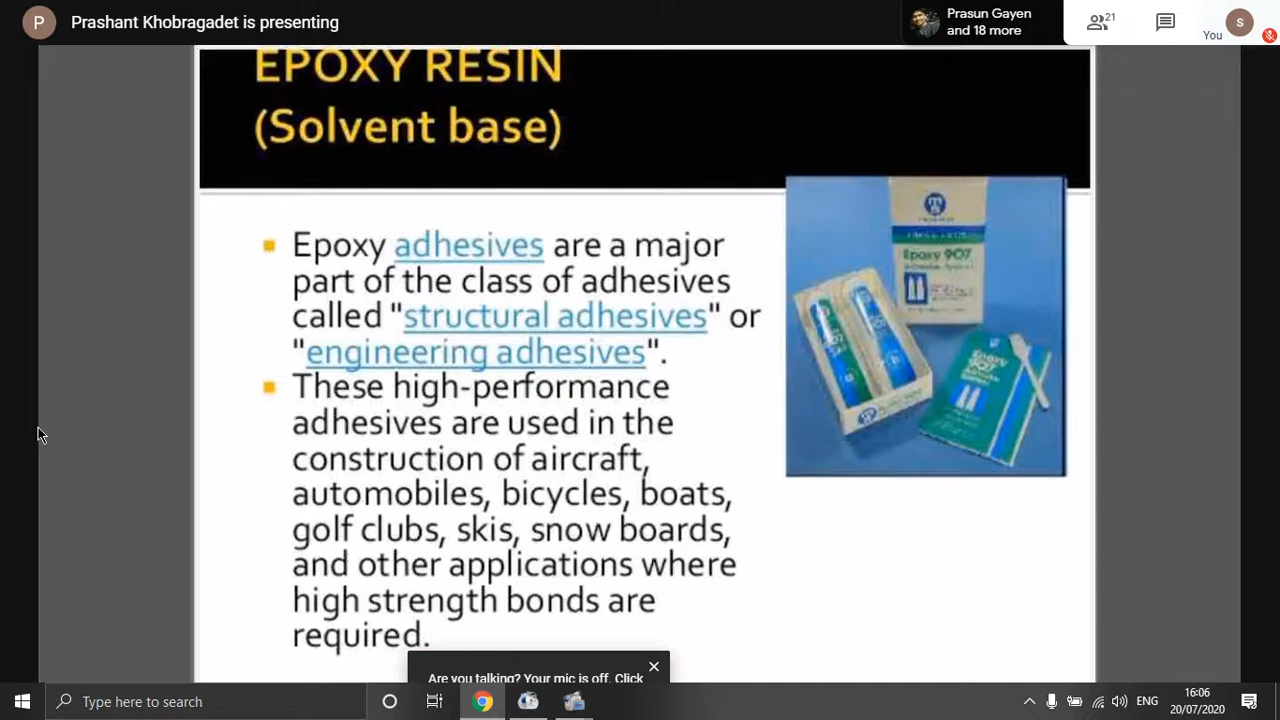 P
Prashant Khobragadet is presenting
Prasun Gayen
and 18 more
21
You
S
EPOXY RESIN
(Solvent base)
Epoxy adhesives are a major
part of the class of adhesives
called "structural adhesives" or
"engineering adhesives".
These high-performance
adhesives are used in the
construction of aircraft,
automobiles, bicycles, boats,
golf clubs, skis, snow boards,
and other applications where
high strength bonds are
required.
Epoxy 907
Epoxy
907
Are you talking? Your mic is off. Click
Type here to search
ENG
16:06
20/07/2020